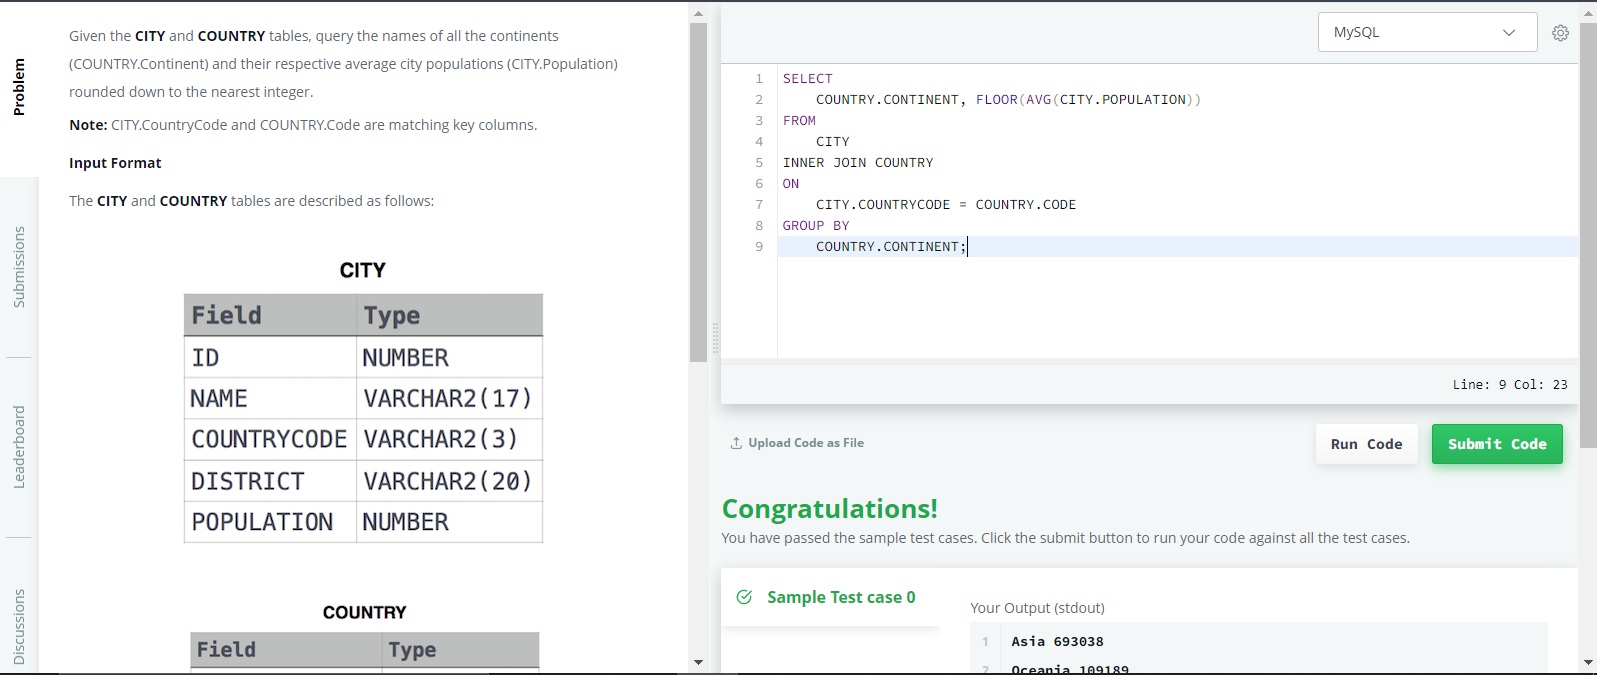 Problem
Submissions
Leaderboard
Discussions
Given the CITY and COUNTRY tables, query the names of all the continents
(COUNTRY.Continent) and their respective average city populations (CITY.Population)
rounded down to the nearest integer.
Note: CITY.CountryCode and COUNTRY.Code are matching key columns.
Input Format
The CITY and COUNTRY tables are described as follows:
CITY
Field Type
ID NUMBER
NAME VARCHAR2(17)
COUNTRYCODE VARCHAR2(3)
DISTRICT VARCHAR2(20)
POPULATION NUMBER
COUNTRY
Field Type
MySQL
1 SELECT
2 COUNTRY.CONTINENT, FLOOR(AVG(CITY.POPULATION))
3 FROM
4 CITY
5 INNER JOIN COUNTRY
6 ON
7 CITY.COUNTRYCODE = COUNTRY.CODE
8 GROUP BY
9 COUNTRY.CONTINENT;
Line: 9 Col: 23
Upload Code as File
Run Code
Submit Code
Congratulations!
You have passed the sample test cases. Click the submit button to run your code against all the test cases.
Sample Test case 0
Your Output (stdout)
1 Asia 693038
2 Oceania 109189